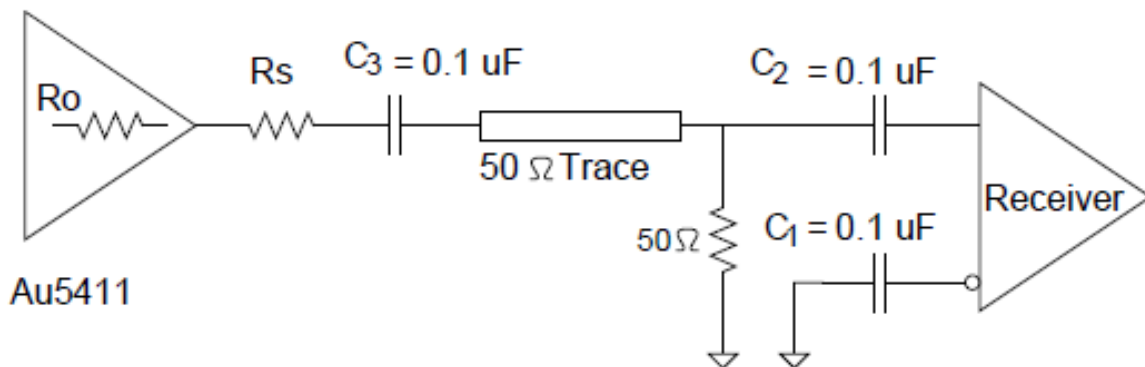 Ro
Rs
C3 = 0.1 uF
50 Ω Trace
C2 = 0.1 uF
50Ω
C1 = 0.1 uF
Receiver
Au5411